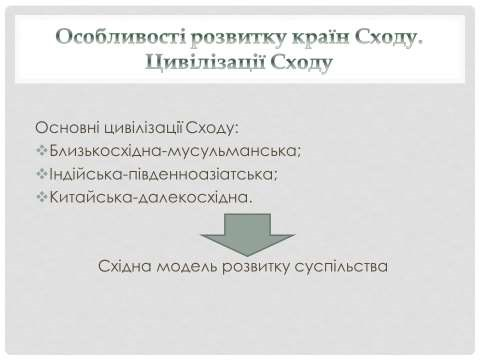 Особливості розвитку країн Сходу.
Цивілізації Сходу
Основні цивілізації Сходу:
❖Близькосхідна-мусульманська;
❖Індійська-південноазіатська;
❖Китайська-далекосхідна.
Східна модель розвитку суспільства